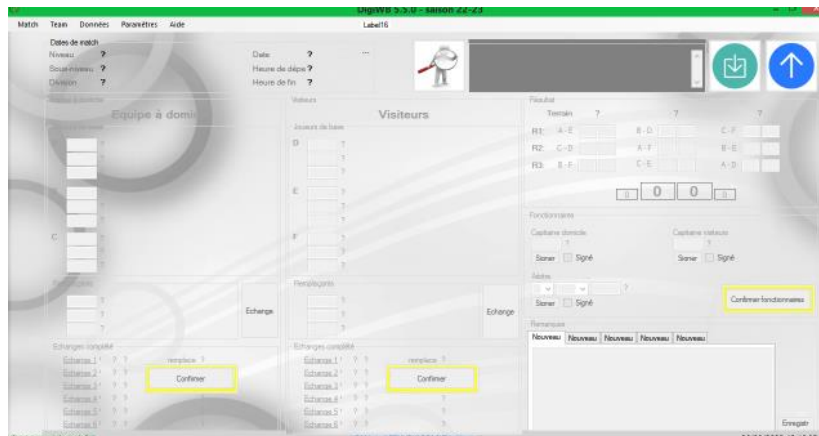 DigiWB 5.5.0 - saison 22-23
Match Team Données Paramètres Aide Label16
Dates de match
Niveau ? Date ? ...
Sous-niveau ? Heure de dépa ?
Division ? Heure de fin ?
Equipe à domi
Visiteurs
Visiteurs
Joueurs de base
D ?
?
?
E ?
?
?
C ?
?
?
F ?
?
?
Remplaçants
?
?
?
Echange
Remplaçants
?
?
?
Echange
Echanges complété
Echange 1 ? ? remplace ?
Echange 2 ? ?
Echange 3 ? ?
Echange 4 ? ?
Echange 5 ? ?
Echange 6 ? ?
Confirmer
Echanges complété
Echange 1 ? ? remplace ?
Echange 2 ? ? ?
Echange 3 ? ? ?
Echange 4 ? ? ?
Echange 5 ? ? ?
Echange 6 ? ? ?
Confirmer
Résultat
Terrain ? ? ?
R1: A-E B-D C-F
R2: C-D A-F B-E
R3: B-F C-E A-D
0 0 0 0
Fonctionnaires
Capitaine domicile Capitaine visiteurs
? ?
Signer Signé Signer Signé
Arbitre
?
Signer Signé
Confirmer fonctionnaires
Remarques
Nouveau Nouveau Nouveau Nouveau Nouveau
Enregistr